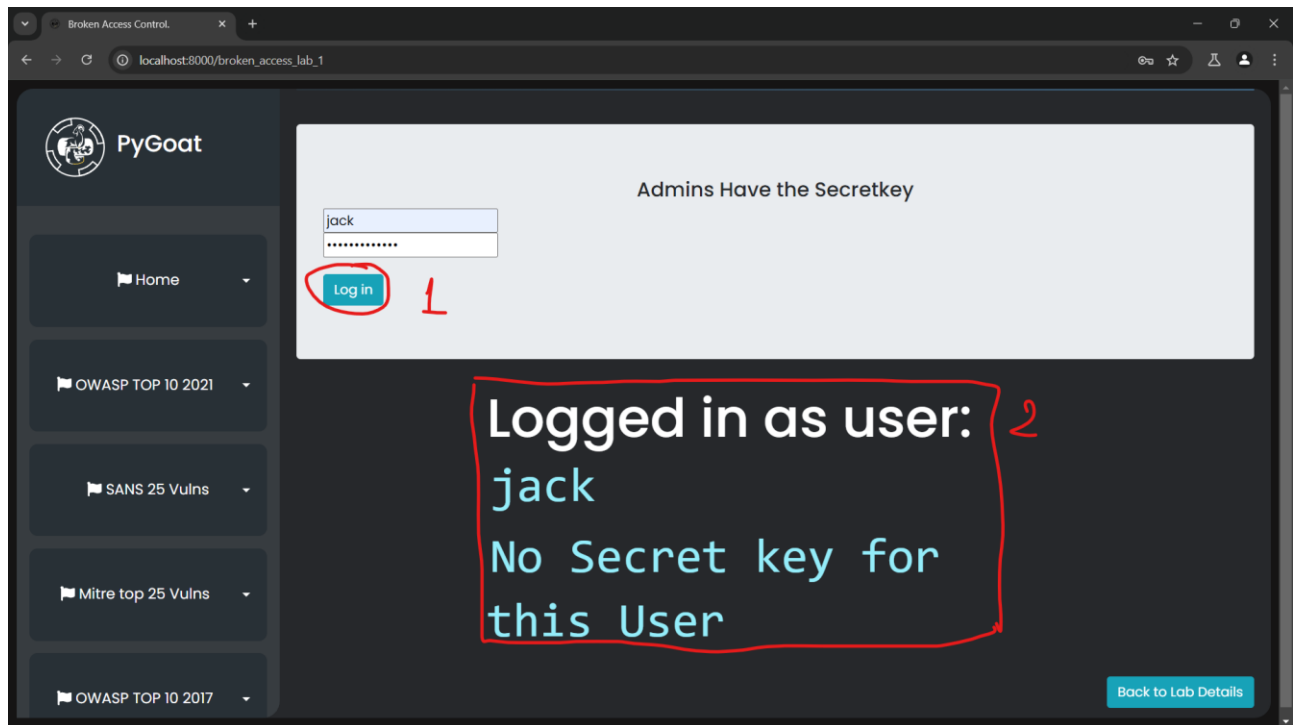 Broken Access Control.
localhost:8000/broken_access_lab_1
PyGoat
Home
OWASP TOP 10 2021
SANS 25 Vulns
Mitre top 25 Vulns
OWASP TOP 10 2017
Admins Have the Secretkey
jack
•••••••••••••
Log in
1
Logged in as user:
2
jack
No Secret key for
this User
Back to Lab Details